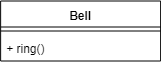 Bell
+ ring()